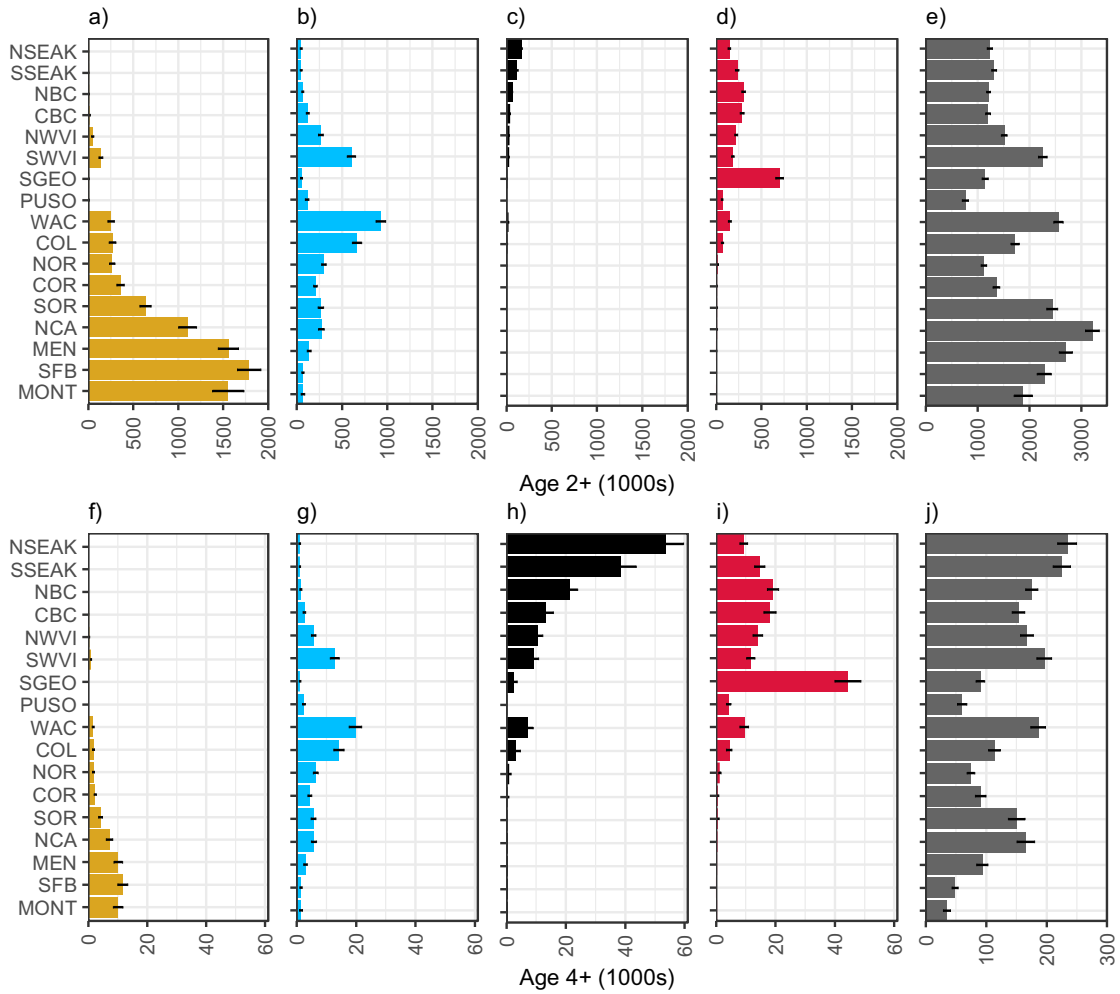 a) b) c) d) e)
NSEAK
SSEAK
NBC
CBC
NWVI
SWVI
SGEO
PUSO
WAC
COL
NOR
COR
SOR
NCA
MEN
SFB
MONT
0 500 1000 1500 2000 0 500 1000 1500 2000 0 500 1000 1500 2000 0 500 1000 1500 2000 0 1000 2000 3000
Age 2+ (1000s)
f) g) h) i) j)
NSEAK
SSEAK
NBC
CBC
NWVI
SWVI
SGEO
PUSO
WAC
COL
NOR
COR
SOR
NCA
MEN
SFB
MONT
0 20 40 60 0 20 40 60 0 20 40 60 0 20 40 60 0 100 200 300
Age 4+ (1000s)